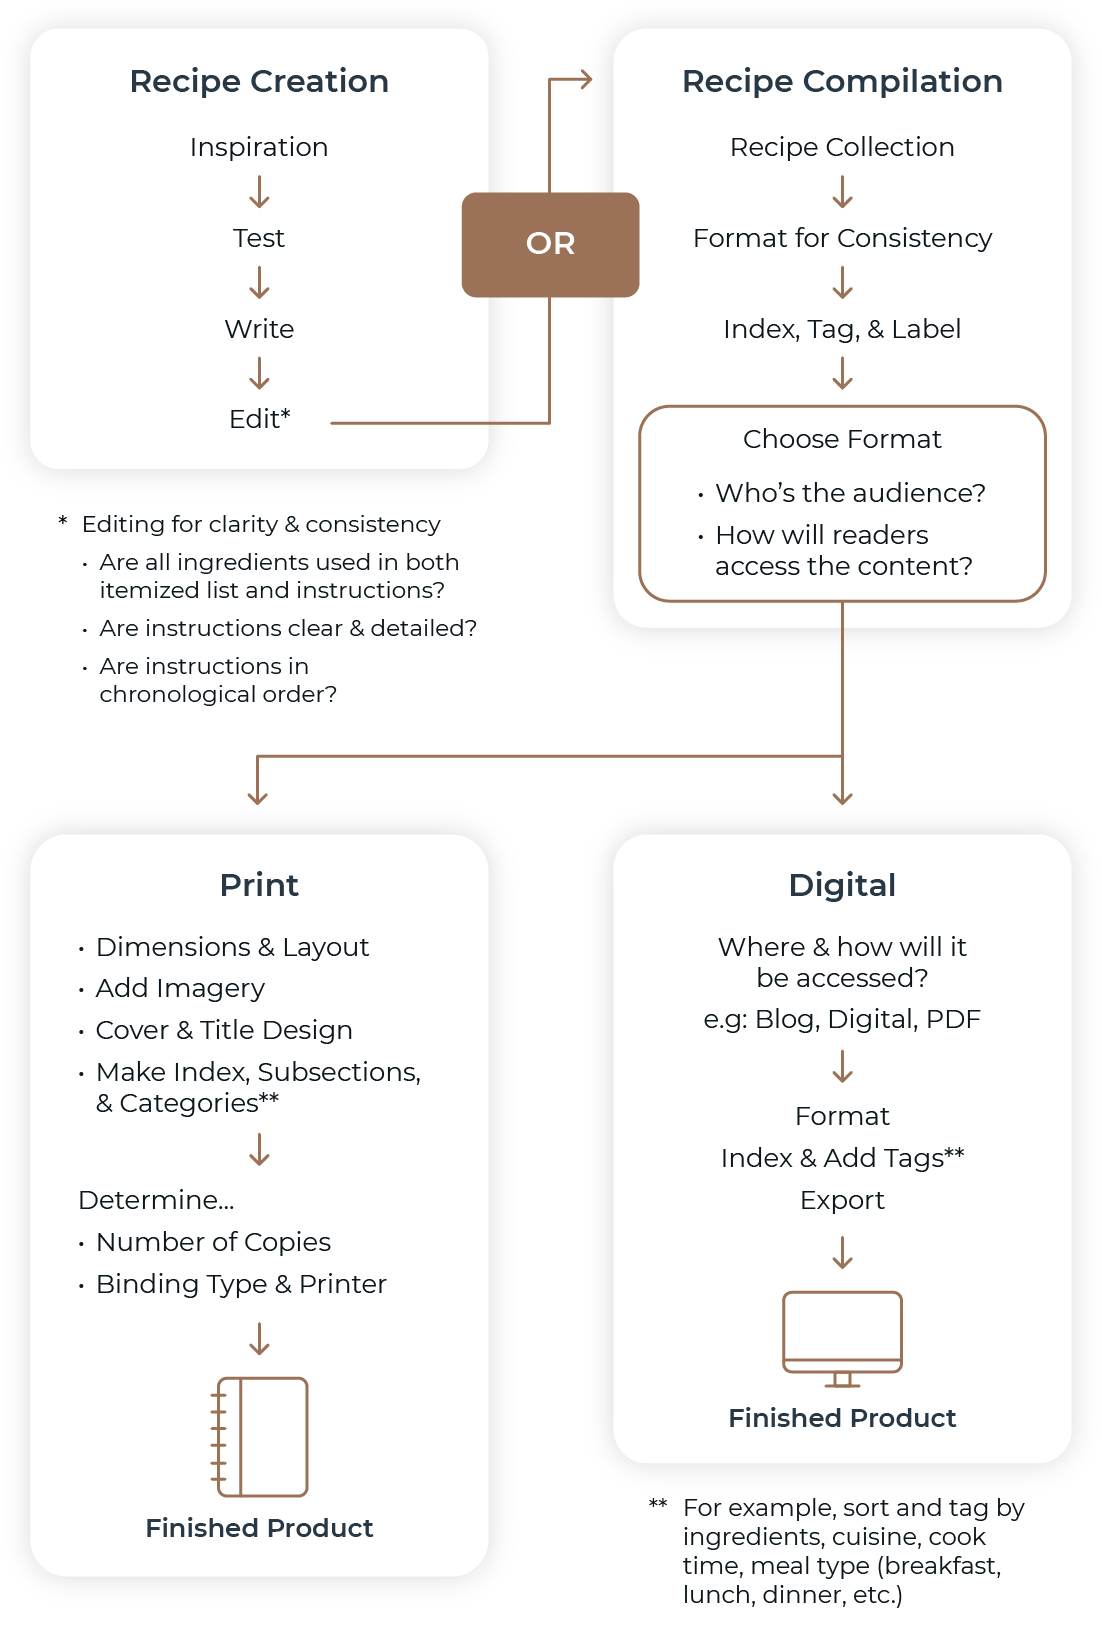 Recipe Creation
Inspiration
Test
Write
Edit*
OR
Recipe Compilation
Recipe Collection
Format for Consistency
Index, Tag, & Label
Choose Format
• Who’s the audience?
• How will readers
access the content?
* Editing for clarity & consistency
• Are all ingredients used in both
itemized list and instructions?
• Are instructions clear & detailed?
• Are instructions in
chronological order?
Print
• Dimensions & Layout
• Add Imagery
• Cover & Title Design
• Make Index, Subsections,
& Categories**
Determine...
• Number of Copies
• Binding Type & Printer
Finished Product
Digital
Where & how will it
be accessed?
e.g: Blog, Digital, PDF
Format
Index & Add Tags**
Export
Finished Product
** For example, sort and tag by
ingredients, cuisine, cook
time, meal type (breakfast,
lunch, dinner, etc.)